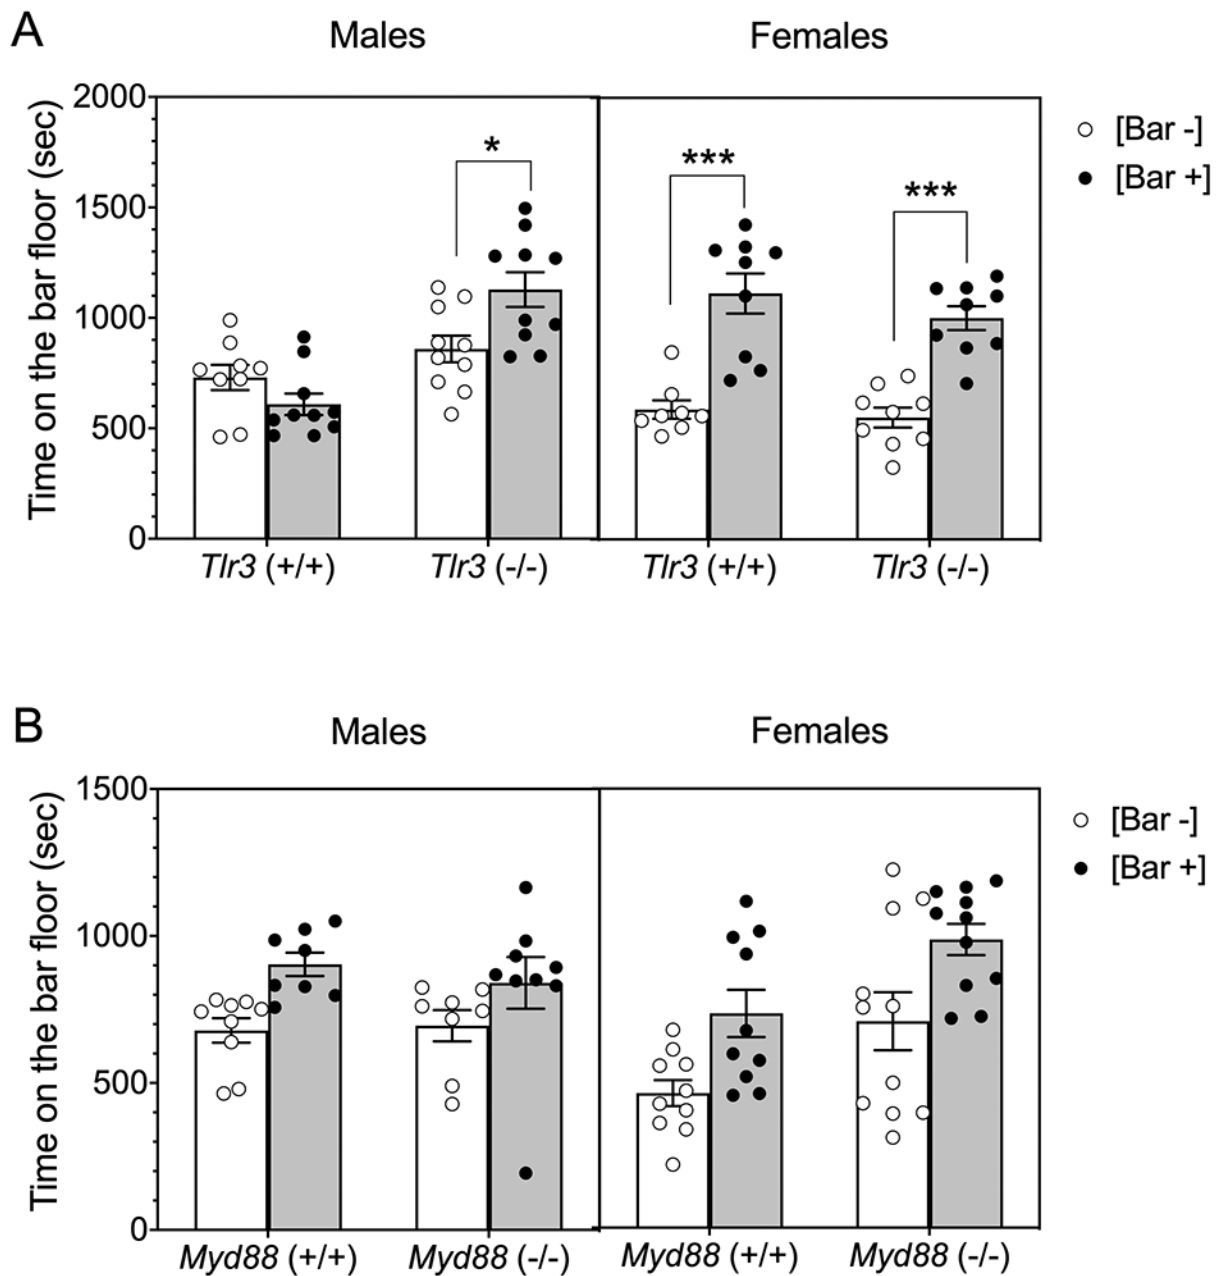 A
Males
Females
Time on the bar floor (sec)
2000
1500
1000
500
0
*
***
***
[Bar -]
[Bar +]
Tlr3 (+/+)
Tlr3 (-/-)
Tlr3 (+/+)
Tlr3 (-/-)
B
Males
Females
Time on the bar floor (sec)
1500
1000
500
0
[Bar -]
[Bar +]
Myd88 (+/+)
Myd88 (-/-)
Myd88 (+/+)
Myd88 (-/-)